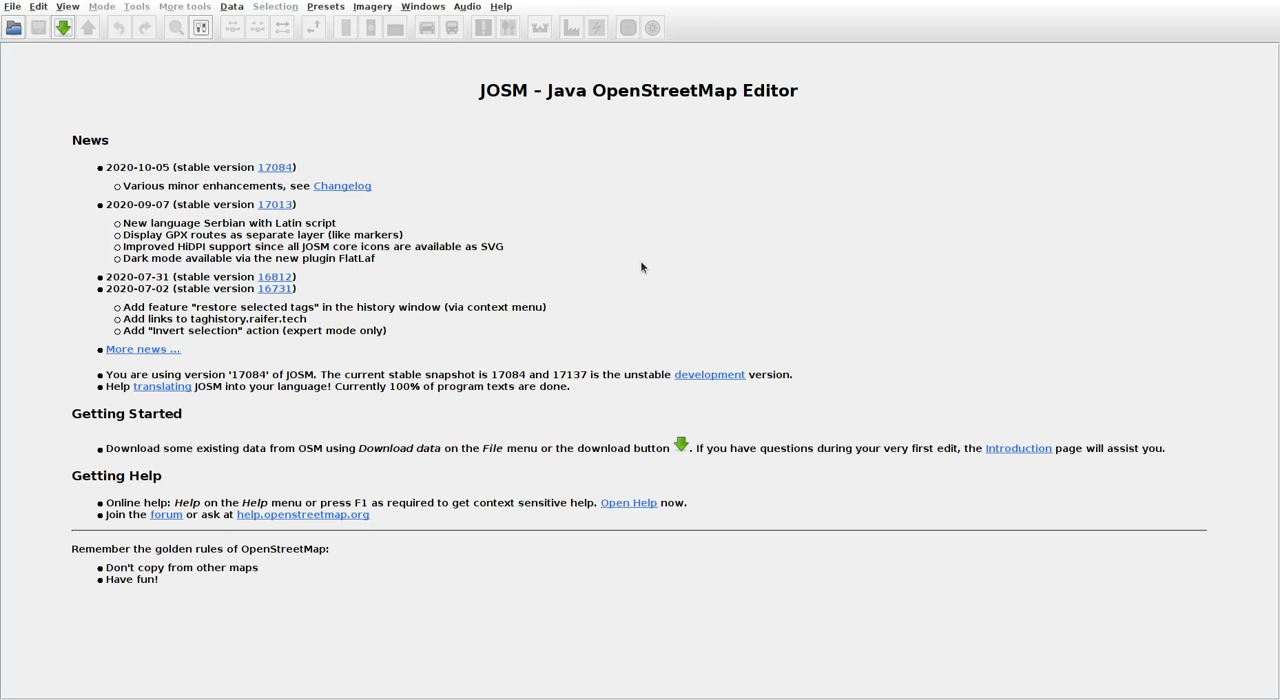 File Edit View Mode Tools More tools Data Selection Presets Imagery Windows Audio Help
JOSM – Java OpenStreetMap Editor
News
2020-10-05 (stable version 17084)
Various minor enhancements, see Changelog
2020-09-07 (stable version 17013)
New language Serbian with Latin script
Display GPX routes as separate layer (like markers)
Improved HiDPI support since all JOSM core icons are available as SVG
Dark mode available via the new plugin FlatLaf
2020-07-31 (stable version 16812)
2020-07-02 (stable version 16731)
Add feature "restore selected tags" in the history window (via context menu)
Add links to taghistory.raifer.tech
Add "Invert selection" action (expert mode only)
More news ...
You are using version '17084' of JOSM. The current stable snapshot is 17084 and 17137 is the unstable development version.
Help translating JOSM into your language! Currently 100% of program texts are done.
Getting Started
Download some existing data from OSM using Download data on the File menu or the download button . If you have questions during your very first edit, the Introduction page will assist you.
Getting Help
Online help: Help on the Help menu or press F1 as required to get context sensitive help. Open Help now.
Join the forum or ask at help.openstreetmap.org
Remember the golden rules of OpenStreetMap:
Don't copy from other maps
Have fun!